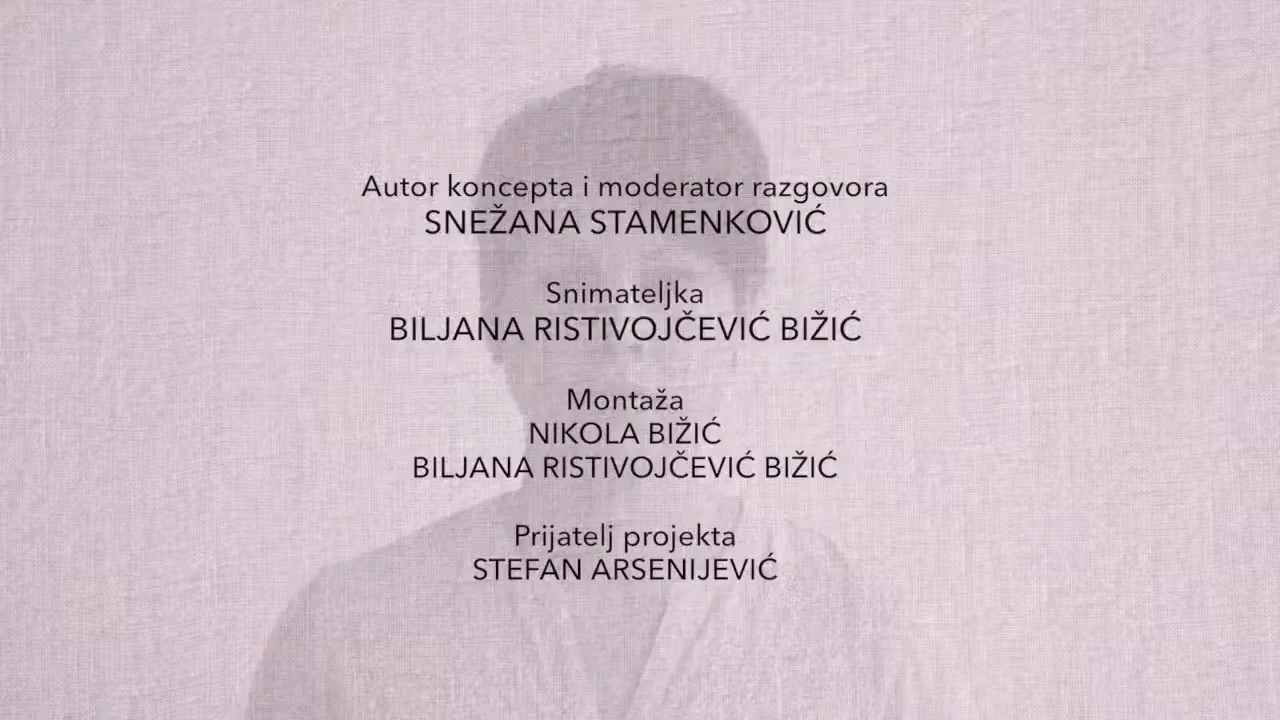 Autor koncepta i moderator razgovora
SNEŽANA STAMENKOVIĆ
Snimateljka
BILJANA RISTIVOJČEVIĆ BIŽIĆ
Montaža
NIKOLA BIŽIĆ
BILJANA RISTIVOJČEVIĆ BIŽIĆ
Prijatelj projekta
STEFAN ARSENIJEVIĆ